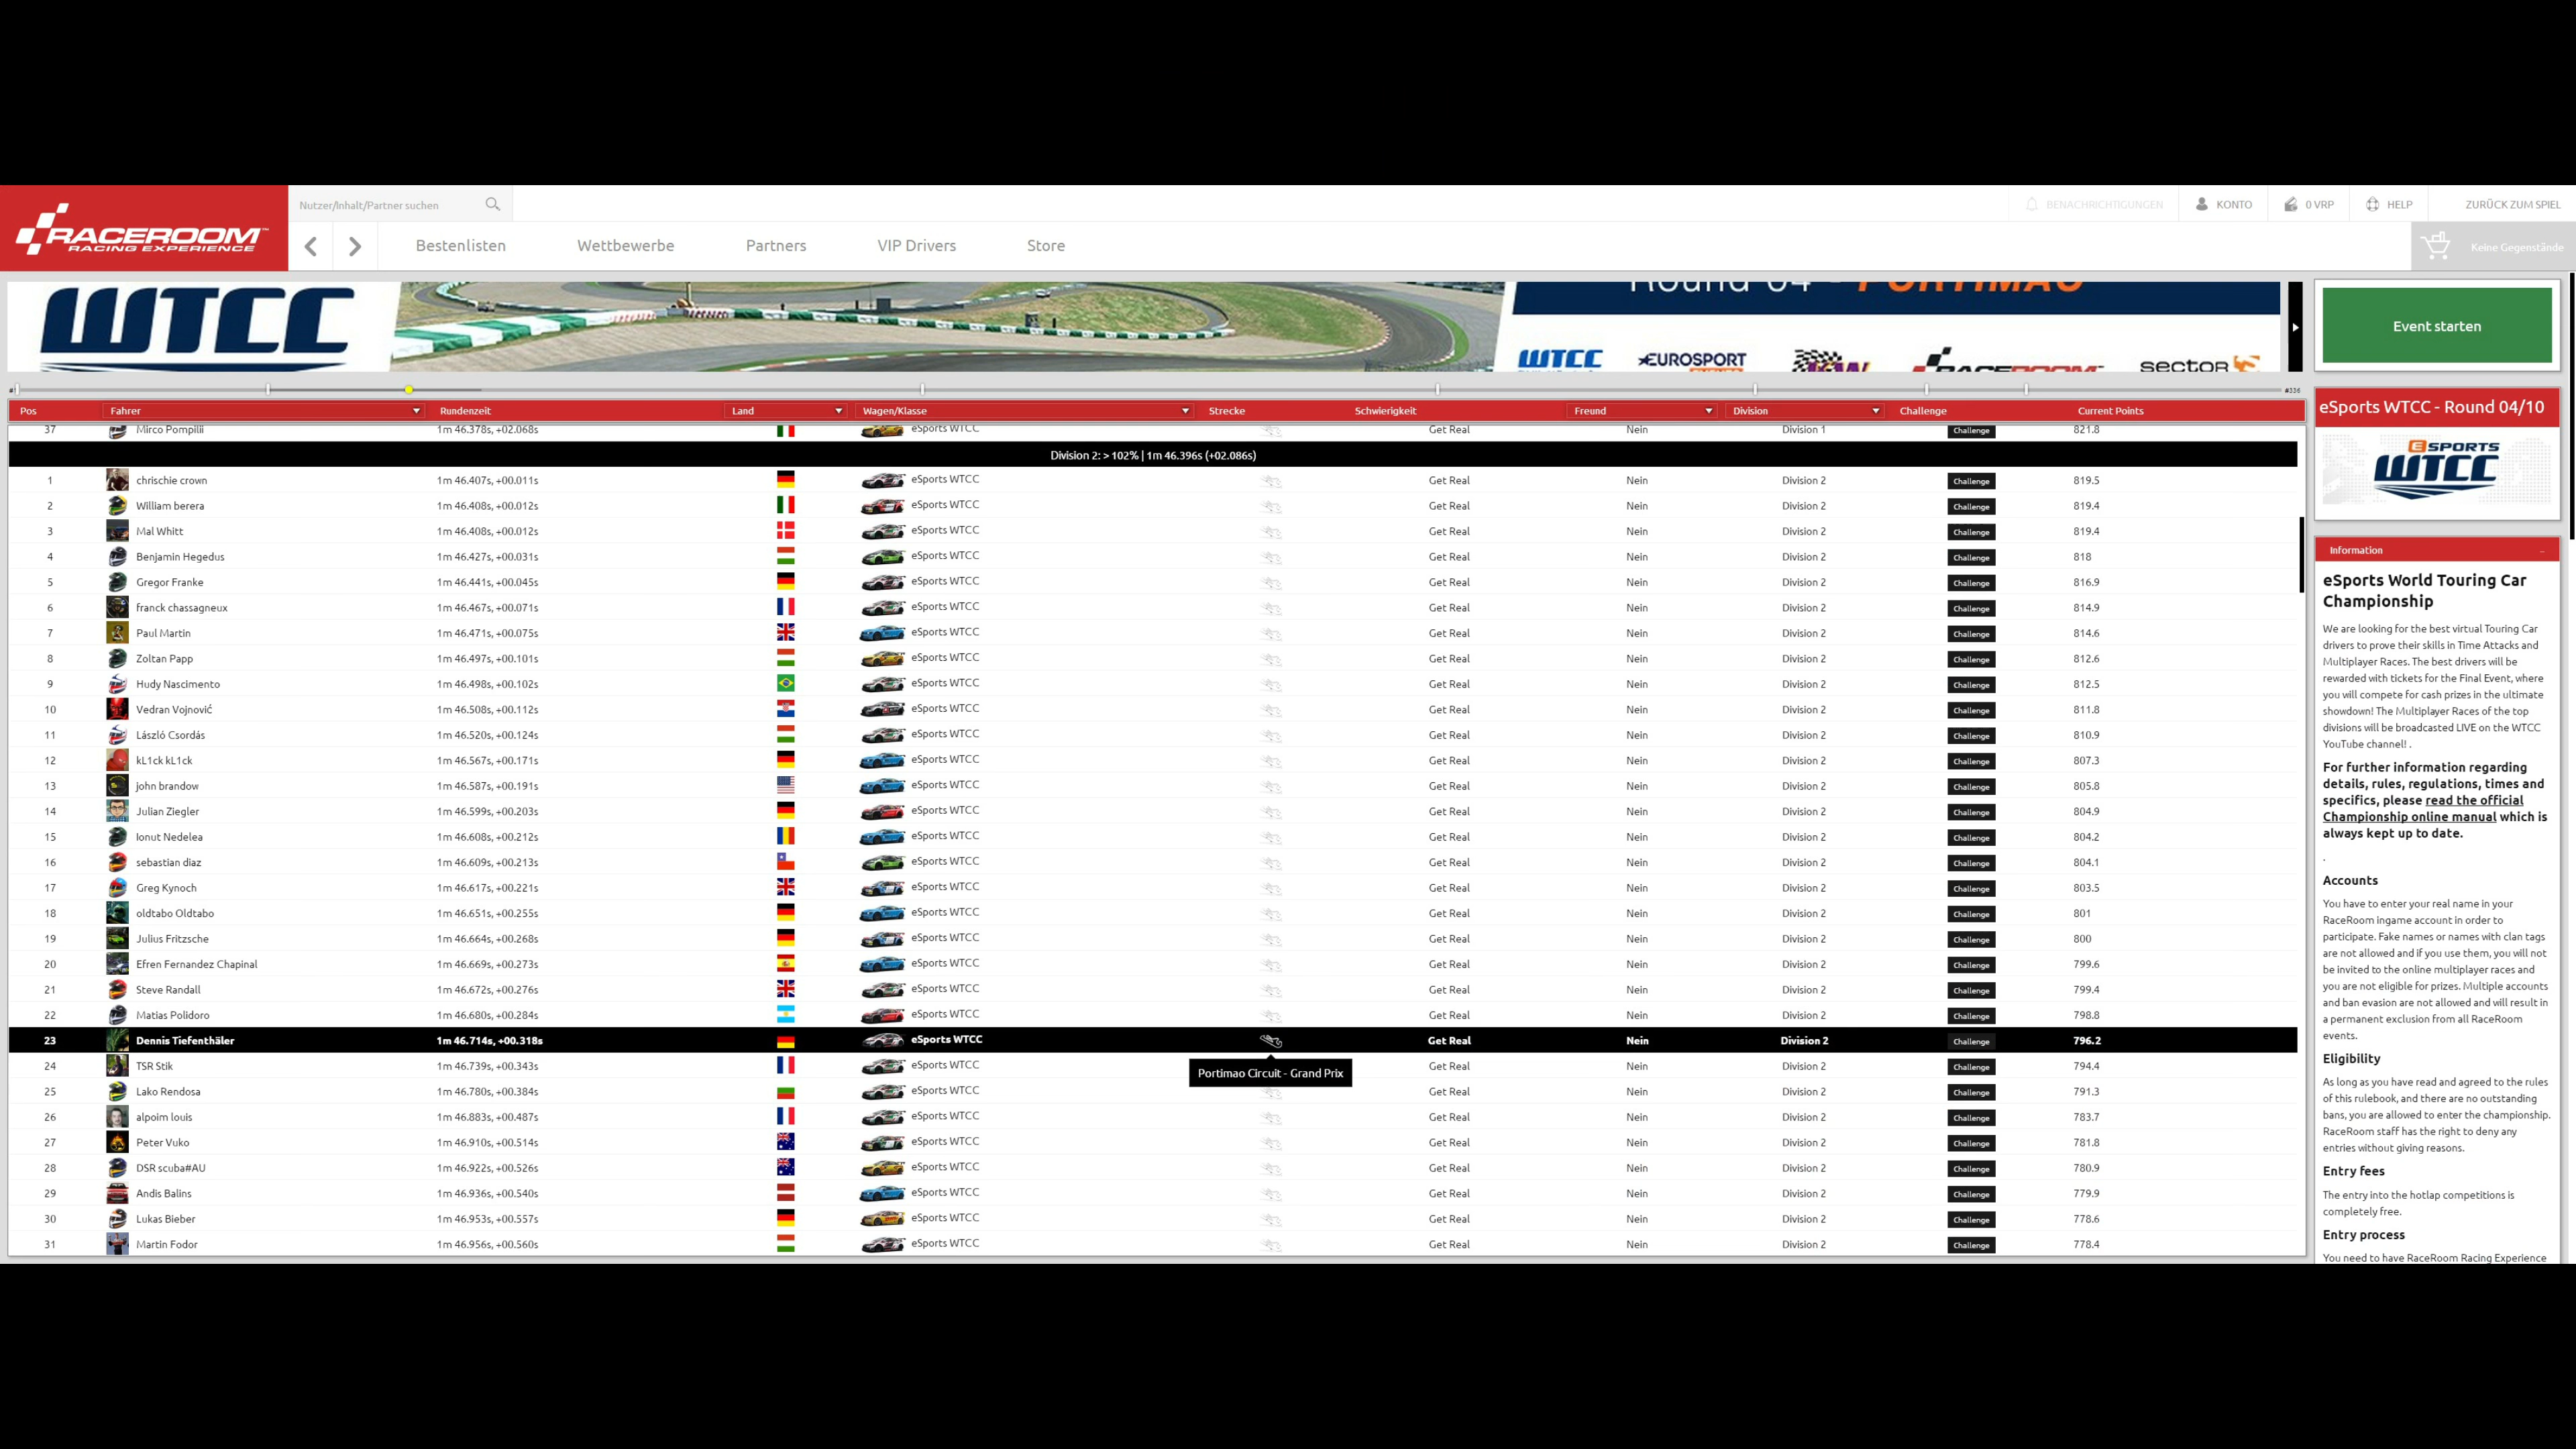 RACEROOM
RACING EXPERIENCE
Nutzer/Inhalt/Partner suchen
BENACHRICHTIGUNGEN KONTO 0 VRP HELP ZURÜCK ZUM SPIEL
Bestenlisten Wettbewerbe Partners VIP Drivers Store
Keine Gegenstände
WTCC
Round 04 - PORTIMAO
WTCC EUROSPORT RACEROOM sector
Event starten
#336
Pos Fahrer Rundenzeit Land Wagen/Klasse Strecke Schwierigkeit Freund Division Challenge Current Points
37 Mirco Pompilii 1m 46.378s, +02.068s eSports WTCC Get Real Nein Division 1 Challenge 821.8
Division 2: > 102% | 1m 46.396s (+02.086s)
1 chrischie crown 1m 46.407s, +00.011s eSports WTCC Get Real Nein Division 2 Challenge 819.5
2 William berera 1m 46.408s, +00.012s eSports WTCC Get Real Nein Division 2 Challenge 819.4
3 Mal Whitt 1m 46.408s, +00.012s eSports WTCC Get Real Nein Division 2 Challenge 819.4
4 Benjamin Hegedus 1m 46.427s, +00.031s eSports WTCC Get Real Nein Division 2 Challenge 818
5 Gregor Franke 1m 46.441s, +00.045s eSports WTCC Get Real Nein Division 2 Challenge 816.9
6 franck chassagneux 1m 46.467s, +00.071s eSports WTCC Get Real Nein Division 2 Challenge 814.9
7 Paul Martin 1m 46.471s, +00.075s eSports WTCC Get Real Nein Division 2 Challenge 814.6
8 Zoltan Papp 1m 46.497s, +00.101s eSports WTCC Get Real Nein Division 2 Challenge 812.6
9 Hudy Nascimento 1m 46.498s, +00.102s eSports WTCC Get Real Nein Division 2 Challenge 812.5
10 Vedran Vojnović 1m 46.508s, +00.112s eSports WTCC Get Real Nein Division 2 Challenge 811.8
11 László Csordás 1m 46.520s, +00.124s eSports WTCC Get Real Nein Division 2 Challenge 810.9
12 kL1ck kL1ck 1m 46.567s, +00.171s eSports WTCC Get Real Nein Division 2 Challenge 807.3
13 john brandow 1m 46.587s, +00.191s eSports WTCC Get Real Nein Division 2 Challenge 805.8
14 Julian Ziegler 1m 46.599s, +00.203s eSports WTCC Get Real Nein Division 2 Challenge 804.9
15 Ionut Nedelea 1m 46.608s, +00.212s eSports WTCC Get Real Nein Division 2 Challenge 804.2
16 sebastian diaz 1m 46.609s, +00.213s eSports WTCC Get Real Nein Division 2 Challenge 804.1
17 Greg Kynoch 1m 46.617s, +00.221s eSports WTCC Get Real Nein Division 2 Challenge 803.5
18 oldtabo Oldtabo 1m 46.651s, +00.255s eSports WTCC Get Real Nein Division 2 Challenge 801
19 Julius Fritzsche 1m 46.664s, +00.268s eSports WTCC Get Real Nein Division 2 Challenge 800
20 Efren Fernandez Chapinal 1m 46.669s, +00.273s eSports WTCC Get Real Nein Division 2 Challenge 799.6
21 Steve Randall 1m 46.672s, +00.276s eSports WTCC Get Real Nein Division 2 Challenge 799.4
22 Matias Polidoro 1m 46.680s, +00.284s eSports WTCC Get Real Nein Division 2 Challenge 798.8
23 Dennis Tiefenthäler 1m 46.714s, +00.318s eSports WTCC Get Real Nein Division 2 Challenge 796.2
24 TSR Stik 1m 46.739s, +00.343s eSports WTCC Get Real Nein Division 2 Challenge 794.4
Portimao Circuit - Grand Prix
25 Lako Rendosa 1m 46.780s, +00.384s eSports WTCC Get Real Nein Division 2 Challenge 791.3
26 alpoim louis 1m 46.883s, +00.487s eSports WTCC Get Real Nein Division 2 Challenge 783.7
27 Peter Vuko 1m 46.910s, +00.514s eSports WTCC Get Real Nein Division 2 Challenge 781.8
28 DSR scuba#AU 1m 46.922s, +00.526s eSports WTCC Get Real Nein Division 2 Challenge 780.9
29 Andis Balins 1m 46.936s, +00.540s eSports WTCC Get Real Nein Division 2 Challenge 779.9
30 Lukas Bieber 1m 46.953s, +00.557s eSports WTCC Get Real Nein Division 2 Challenge 778.6
31 Martin Fodor 1m 46.956s, +00.560s eSports WTCC Get Real Nein Division 2 Challenge 778.4
eSports WTCC - Round 04/10
ESPORTS
WTCC
Information
eSports World Touring Car
Championship
We are looking for the best virtual Touring Car
drivers to prove their skills in Time Attacks and
Multiplayer Races. The best drivers will be
rewarded with tickets for the Final Event, where
you will compete for cash prizes in the ultimate
showdown! The Multiplayer Races of the top
divisions will be broadcasted LIVE on the WTCC
YouTube channel! .
For further information regarding
details, rules, regulations, times and
specifics, please read the official
Championship online manual which is
always kept up to date.
.
Accounts
You have to enter your real name in your
RaceRoom ingame account in order to
participate. Fake names or names with clan tags
are not allowed and if you use them, you will not
be invited to the online multiplayer races and
you are not eligible for prizes. Multiple accounts
and ban evasion are not allowed and will result in
a permanent exclusion from all RaceRoom
events.
Eligibility
As long as you have read and agreed to the rules
of this rulebook, and there are no outstanding
bans, you are allowed to enter the championship.
RaceRoom staff has the right to deny any
entries without giving reasons.
Entry fees
The entry into the hotlap competitions is
completely free.
Entry process
You need to have RaceRoom Racing Experience